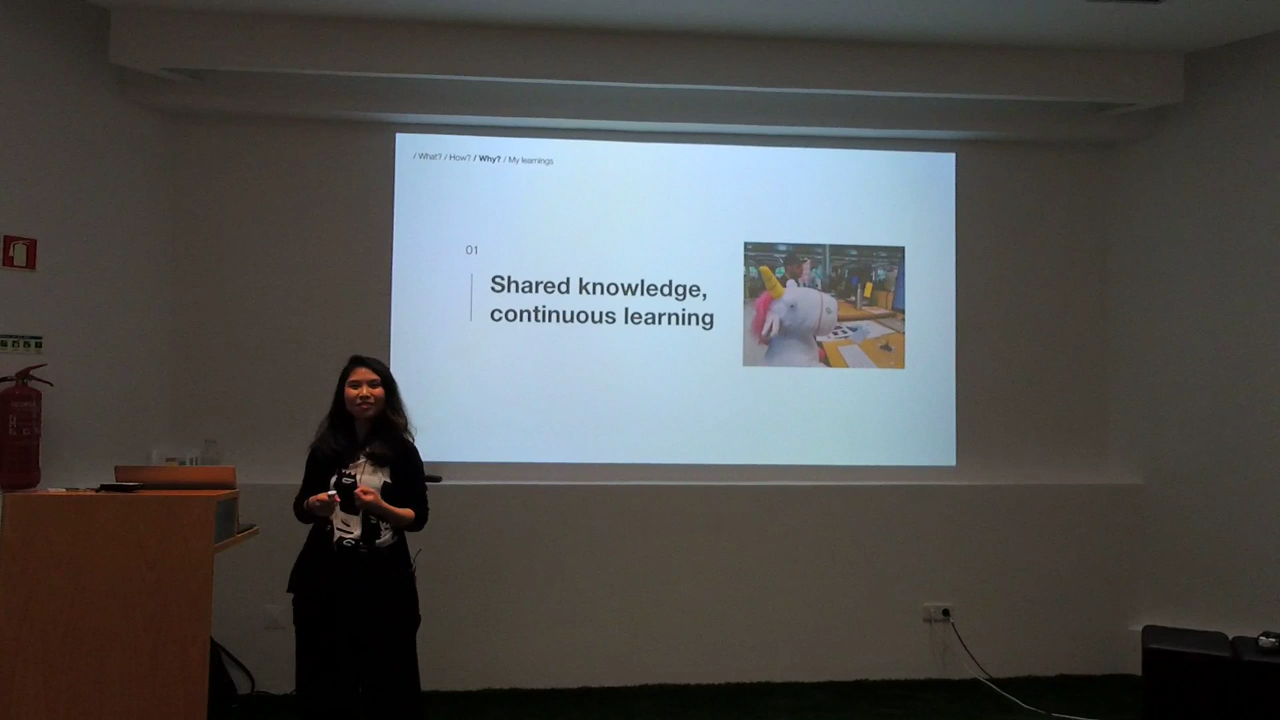 / What? / How? / Why? / My learnings
01
Shared knowledge,
continuous learning